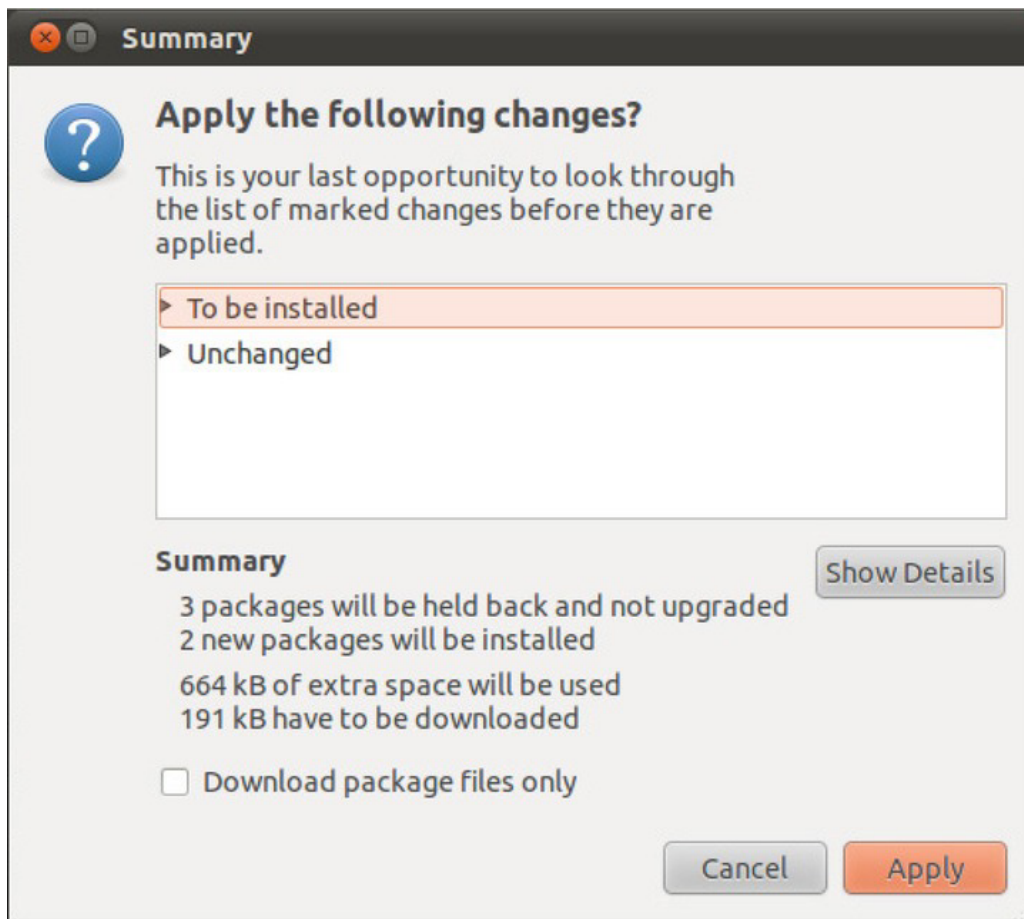 Summary
Apply the following changes?
This is your last opportunity to look through
the list of marked changes before they are
applied.
To be installed
Unchanged
Summary
Show Details
3 packages will be held back and not upgraded
2 new packages will be installed
664 kB of extra space will be used
191 kB have to be downloaded
Download package files only
Cancel
Apply